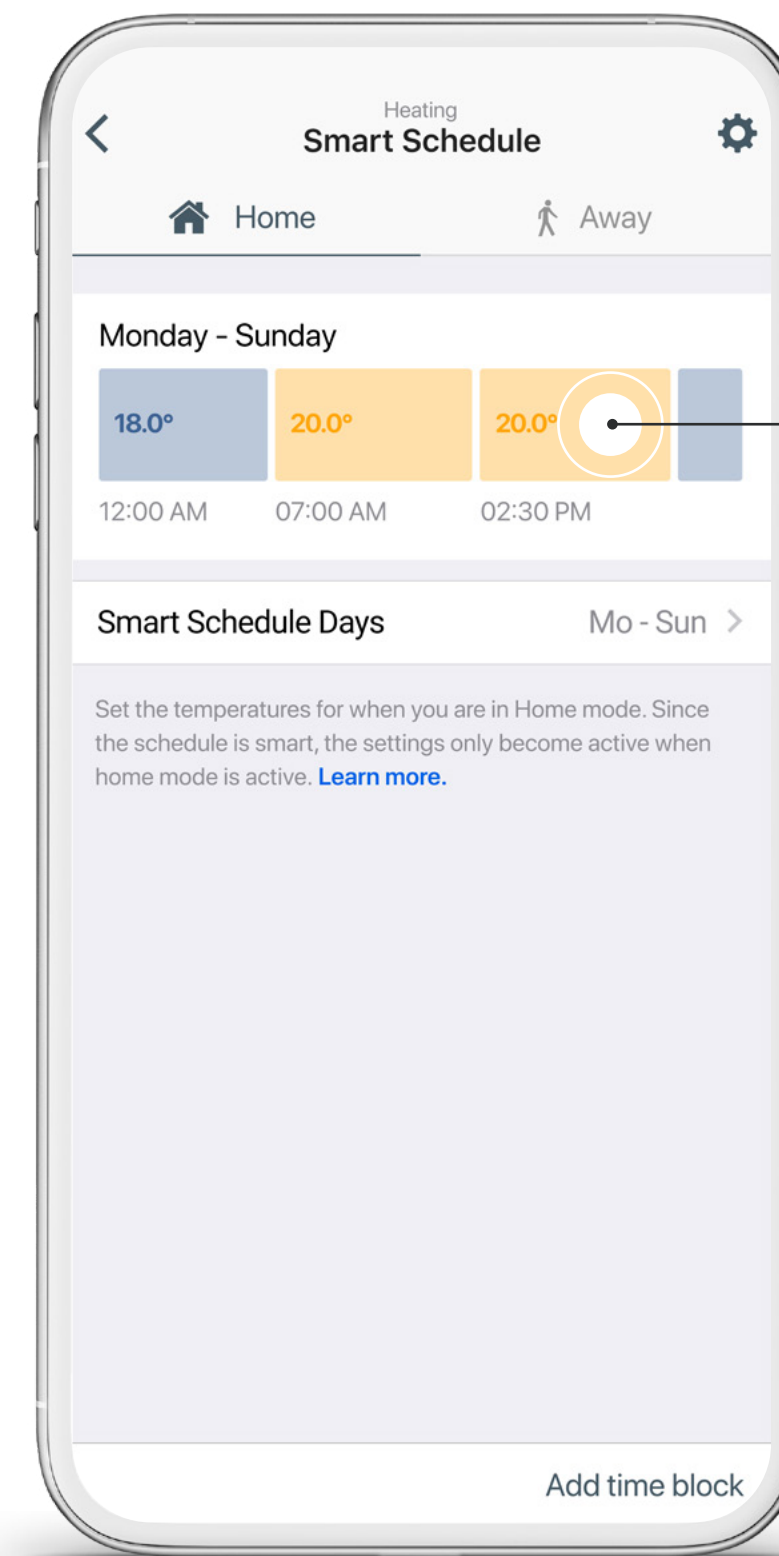 Heating
Smart Schedule
Home
Away
Monday - Sunday
18.0°
20.0°
20.0°
12:00 AM
07:00 AM
02:30 PM
Smart Schedule Days
Mo - Sun
Set the temperatures for when you are in Home mode. Since
the schedule is smart, the settings only become active when
home mode is active. Learn more.
Add time block